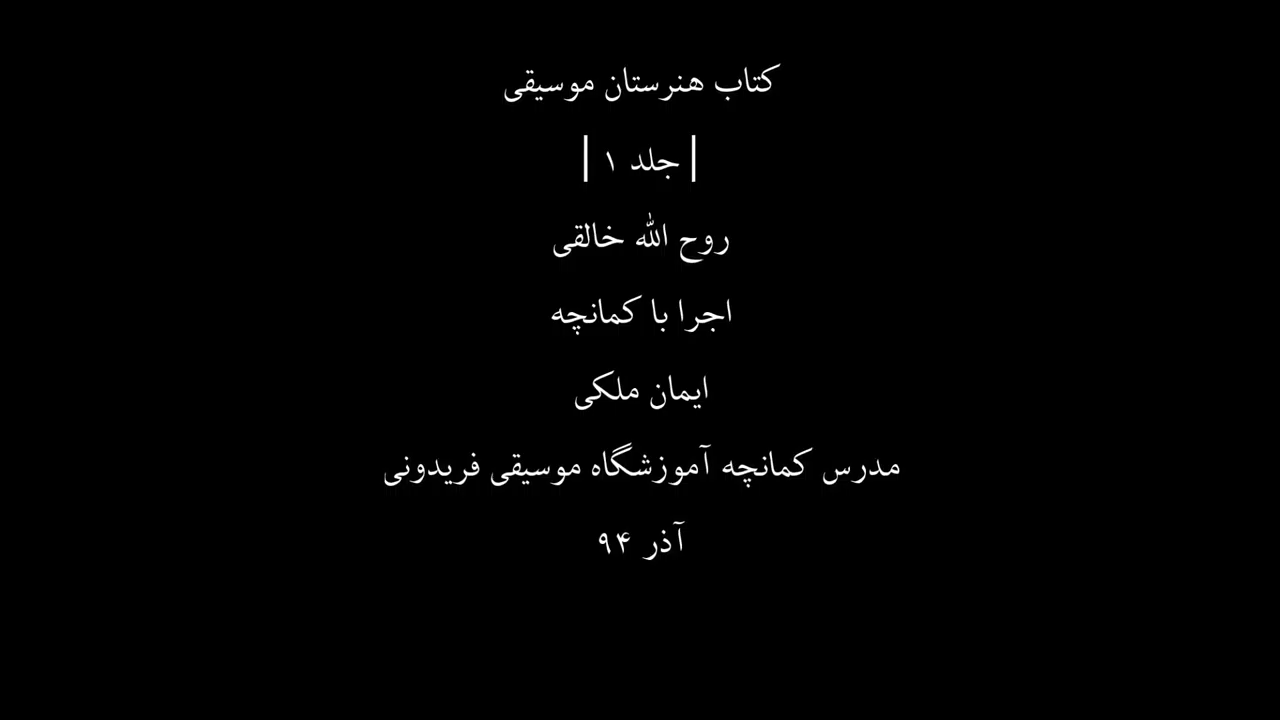 کتاب هنرستان موسیقی
| جلد ۱ |
روح الله خالقی
اجرا با کمانچه
ایمان ملکی
مدرس کمانچه آموزشگاه موسیقی فریدونی
آذر ۹۴